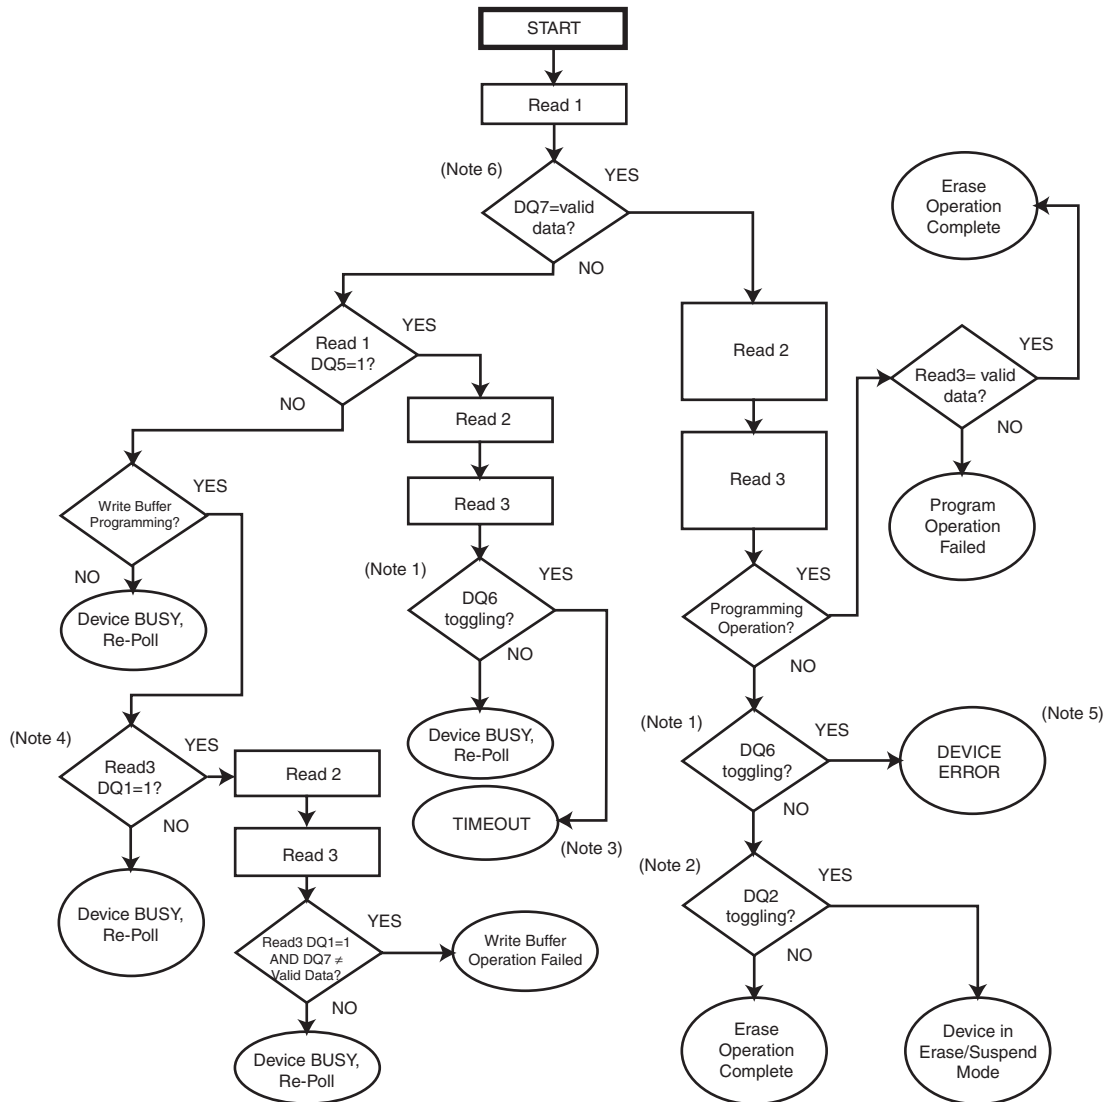 START
Read 1
(Note 6)
YES
DQ7=valid
data?
NO
Erase
Operation
Complete
Read 1
DQ5=1?
YES
NO
Read 2
Read 3
(Note 1)
DQ6
toggling?
YES
NO
Device BUSY,
Re-Poll
TIMEOUT
(Note 3)
Write Buffer
Programming?
YES
NO
Device BUSY,
Re-Poll
(Note 4)
Read3
DQ1=1?
YES
NO
Device BUSY,
Re-Poll
Read 2
Read 3
Read3 DQ1=1
AND DQ7 ≠
Valid Data?
YES
NO
Write Buffer
Operation Failed
Device BUSY,
Re-Poll
Read 2
Read 3
Programming
Operation?
YES
NO
Read3= valid
data?
YES
NO
Program
Operation
Failed
(Note 1)
DQ6
toggling?
YES
NO
(Note 5)
DEVICE
ERROR
(Note 2)
DQ2
toggling?
YES
NO
Erase
Operation
Complete
Device in
Erase/Suspend
Mode